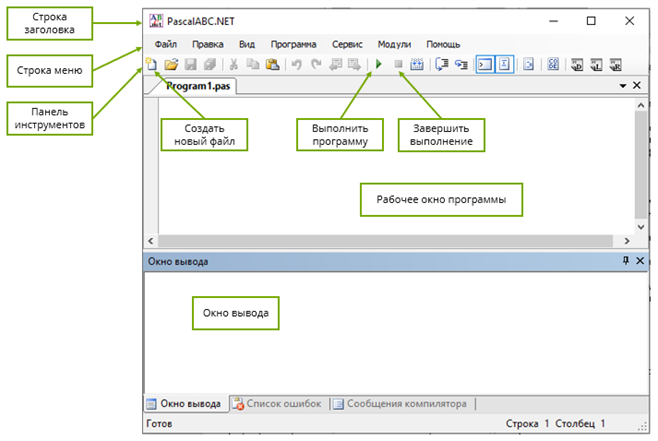 Строка
заголовка
PascalABC.NET
Файл Правка Вид Программа Сервис Модули Помощь
Строка меню
Панель
инструментов
Program1.pas
Создать
новый файл
Выполнить
программу
Завершить
выполнение
Рабочее окно программы
Окно вывода
Окно вывода
Окно вывода Список ошибок Сообщения компилятора
Готов Строка 1 Столбец 1